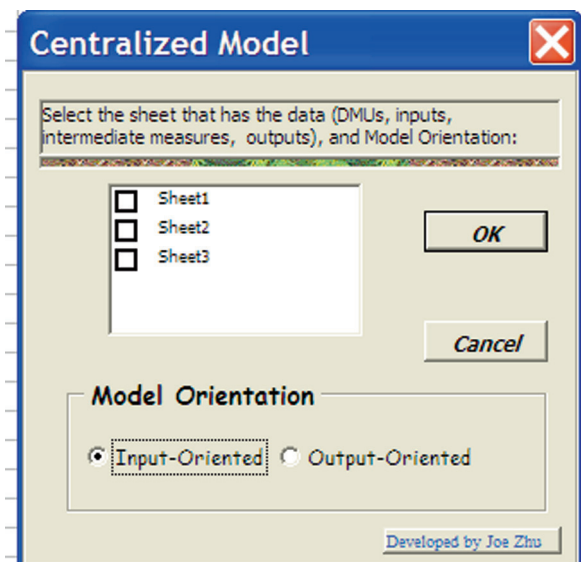 Centralized Model
Select the sheet that has the data (DMUs, inputs,
intermediate measures, outputs), and Model Orientation:
Sheet1
Sheet2
Sheet3
OK
Cancel
Model Orientation
Input-Oriented Output-Oriented
Developed by Joe Zhu